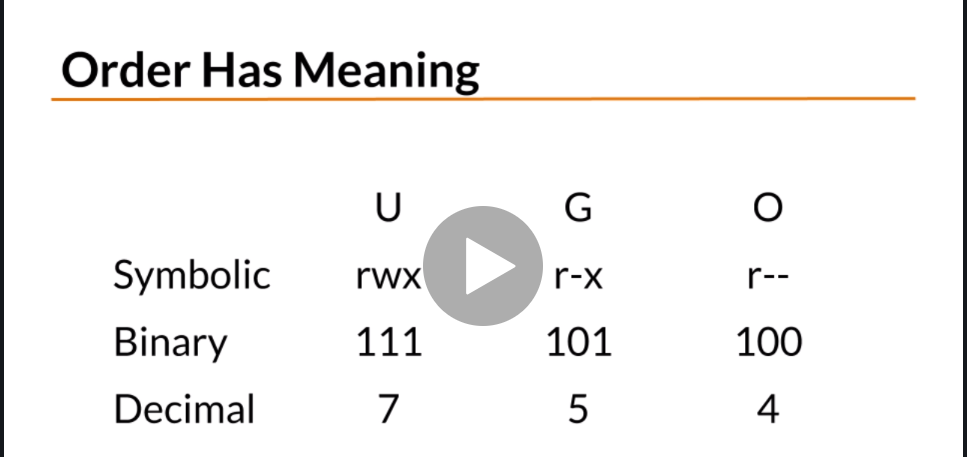 Order Has Meaning
U G O
Symbolic rwx r-x r--
Binary 111 101 100
Decimal 7 5 4